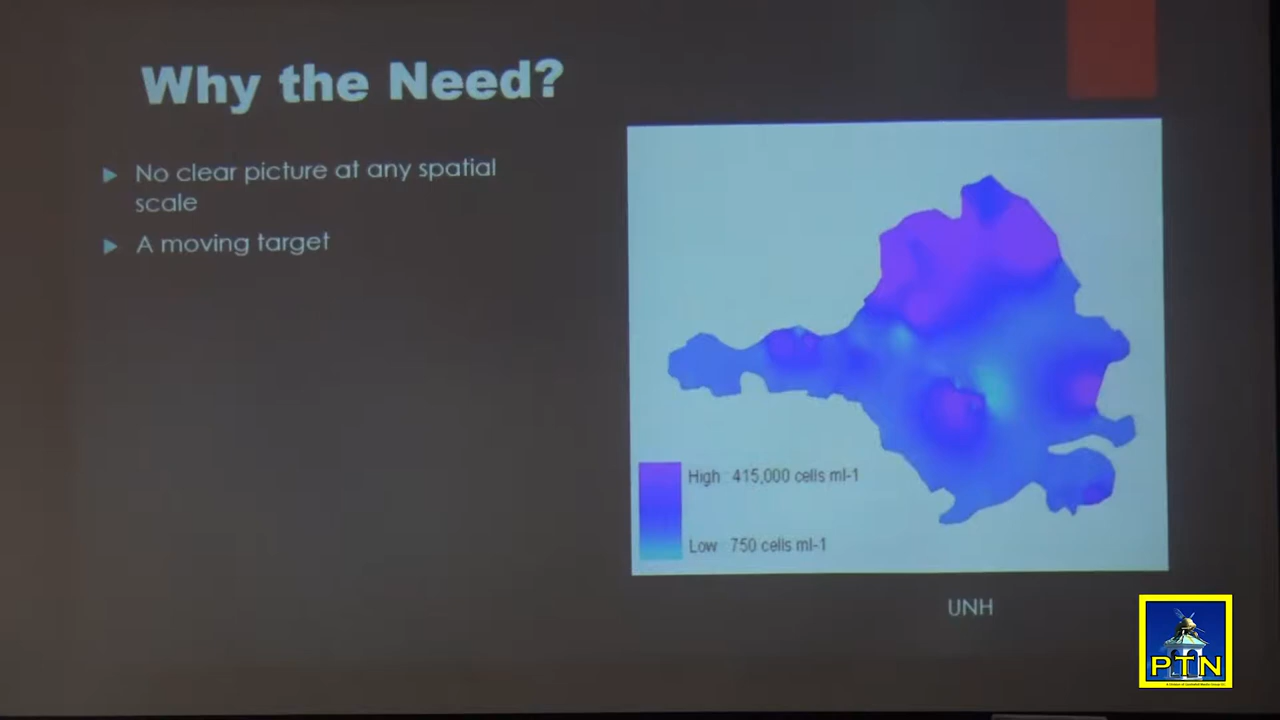 Why the Need?
No clear picture at any spatial
scale
A moving target
High : 415,000 cells ml-1
Low : 750 cells ml-1
UNH
PTN